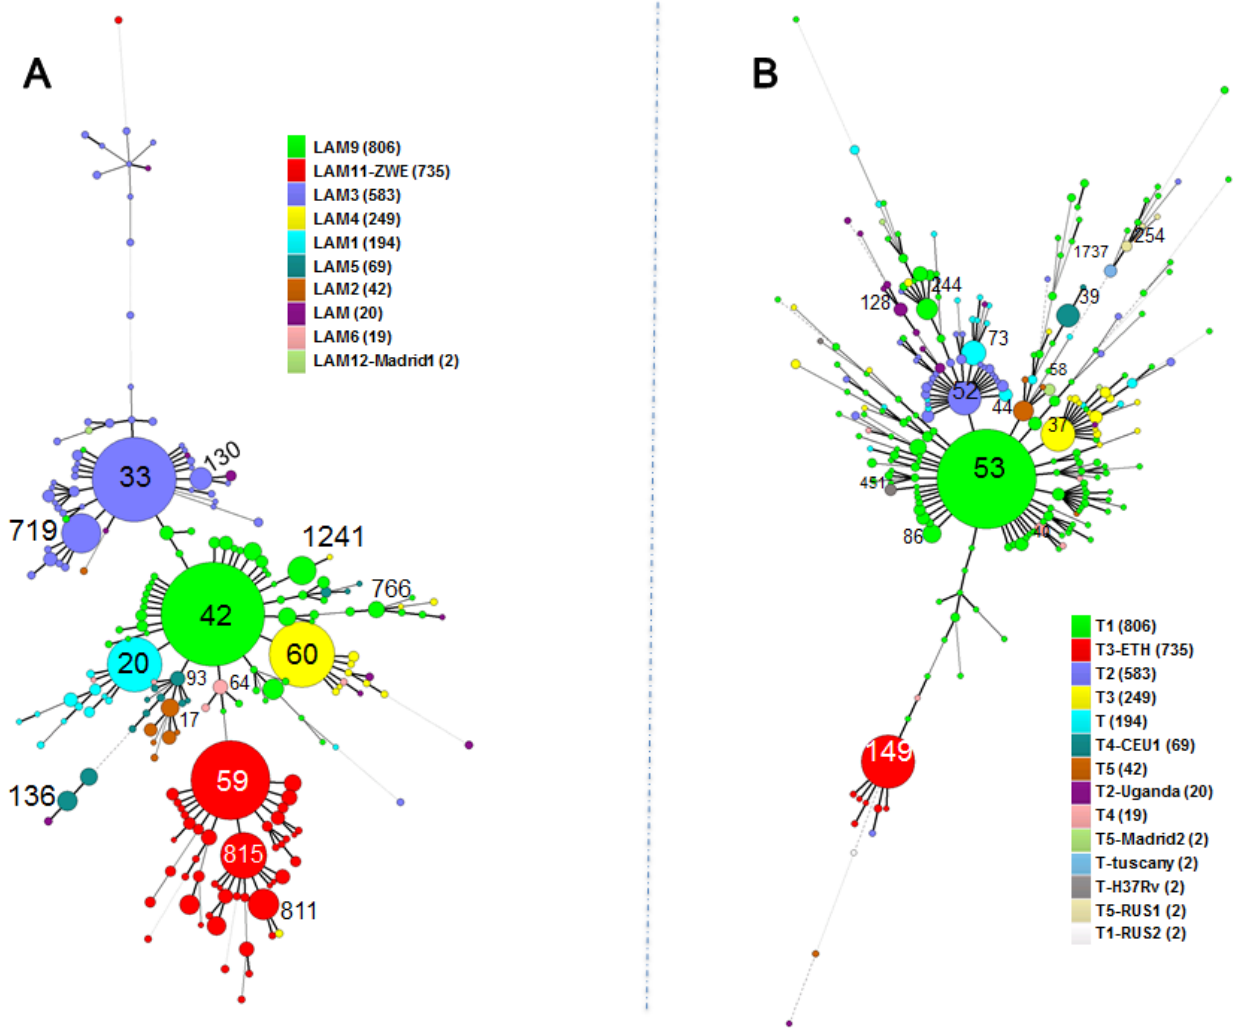 A
B
LAM9 (806)
LAM11-ZWE (735)
LAM3 (583)
LAM4 (249)
LAM1 (194)
LAM5 (69)
LAM2 (42)
LAM (20)
LAM6 (19)
LAM12-Madrid1 (2)
33
130
719
1241
766
42
20
60
93
64
17
136
59
815
811
254
1737
39
244
128
73
58
52
44
37
53
451
86
40
149
T1 (806)
T3-ETH (735)
T2 (583)
T3 (249)
T (194)
T4-CEU1 (69)
T5 (42)
T2-Uganda (20)
T4 (19)
T5-Madrid2 (2)
T-tuscany (2)
T-H37Rv (2)
T5-RUS1 (2)
T1-RUS2 (2)